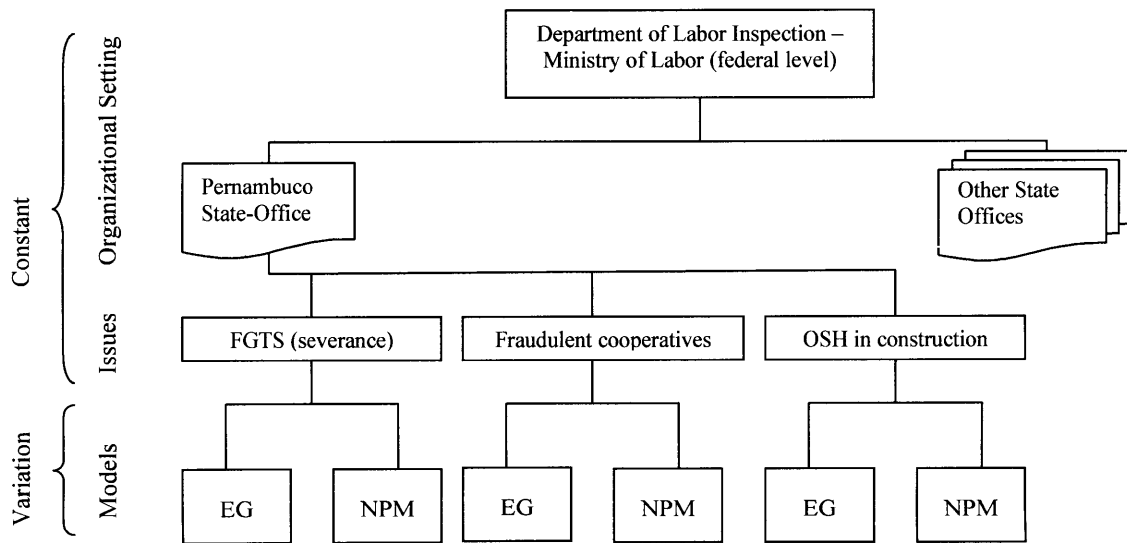 Department of Labor Inspection –
Ministry of Labor (federal level)
Constant
Organizational Setting
Pernambuco
State-Office
Other State
Offices
Issues
FGTS (severance)
Fraudulent cooperatives
OSH in construction
Variation
Models
EG
NPM
EG
NPM
EG
NPM